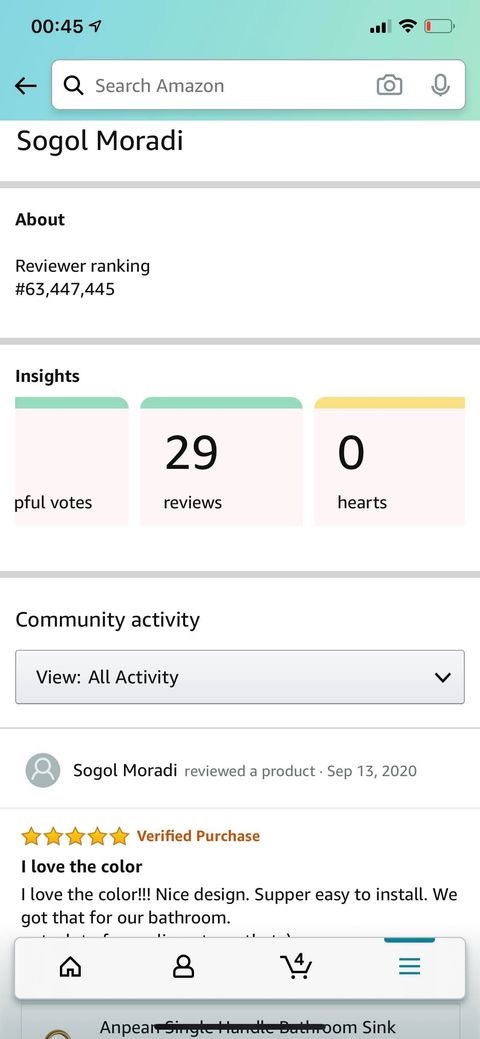 00:45
Search Amazon
Sogol Moradi
About
Reviewer ranking
#63,447,445
Insights
pful votes
29
reviews
0
hearts
Community activity
View: All Activity
Sogol Moradi reviewed a product · Sep 13, 2020
Verified Purchase
I love the color
I love the color!!! Nice design. Supper easy to install. We
got that for our bathroom.
4
Anpean Single Handle Bathroom Sink